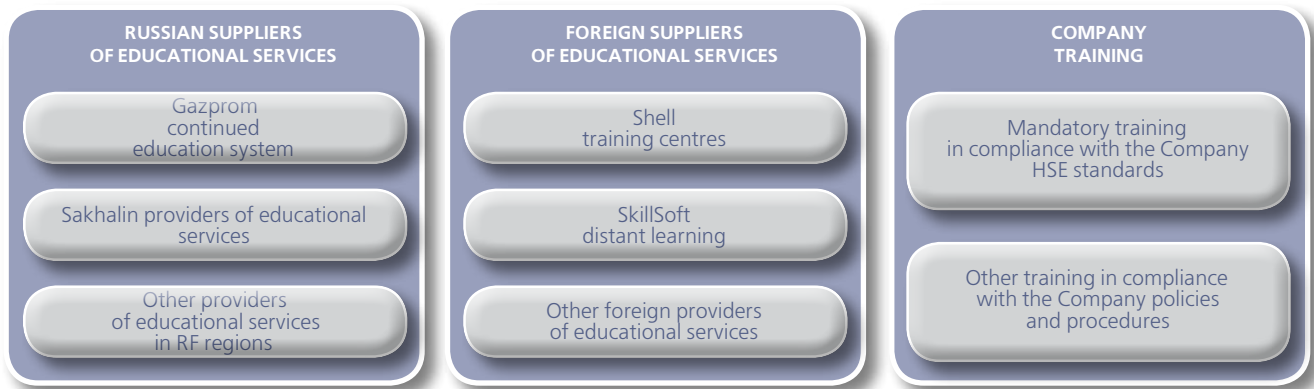 RUSSIAN SUPPLIERS
OF EDUCATIONAL SERVICES
Gazprom
continued
education system
Sakhalin providers of educational
services
Other providers
of educational services
in RF regions
FOREIGN SUPPLIERS
OF EDUCATIONAL SERVICES
Shell
training centres
SkillSoft
distant learning
Other foreign providers
of educational services
COMPANY
TRAINING
Mandatory training
in compliance with the Company
HSE standards
Other training in compliance
with the Company policies
and procedures